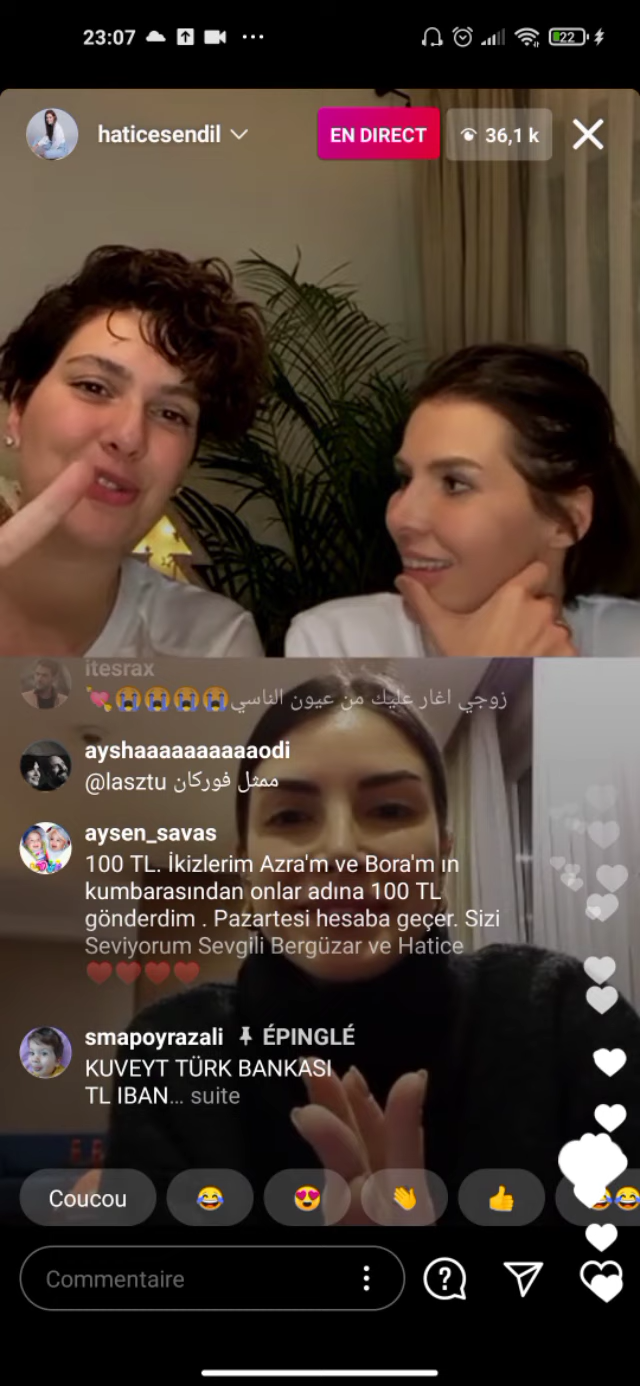 23:07
22
haticesendil
EN DIRECT
36,1 k
itesrax
زوجي اغار عليك من عيون الناسي😭😭😭😭💘
ayshaaaaaaaaaaodi
@lasztu ممثل فوركان
aysen_savas
100 TL. İkizlerim Azra'm ve Bora'm ın
kumbarasından onlar adına 100 TL
gönderdim . Pazartesi hesaba geçer. Sizi
Seviyorum Sevgili Bergüzar ve Hatice
❤️❤️❤️❤️
smapoyrazali ÉPINGLÉ
KUVEYT TÜRK BANKASI
TL IBAN... suite
Coucou 😂 😍 👋 👍 😂😂
Commentaire